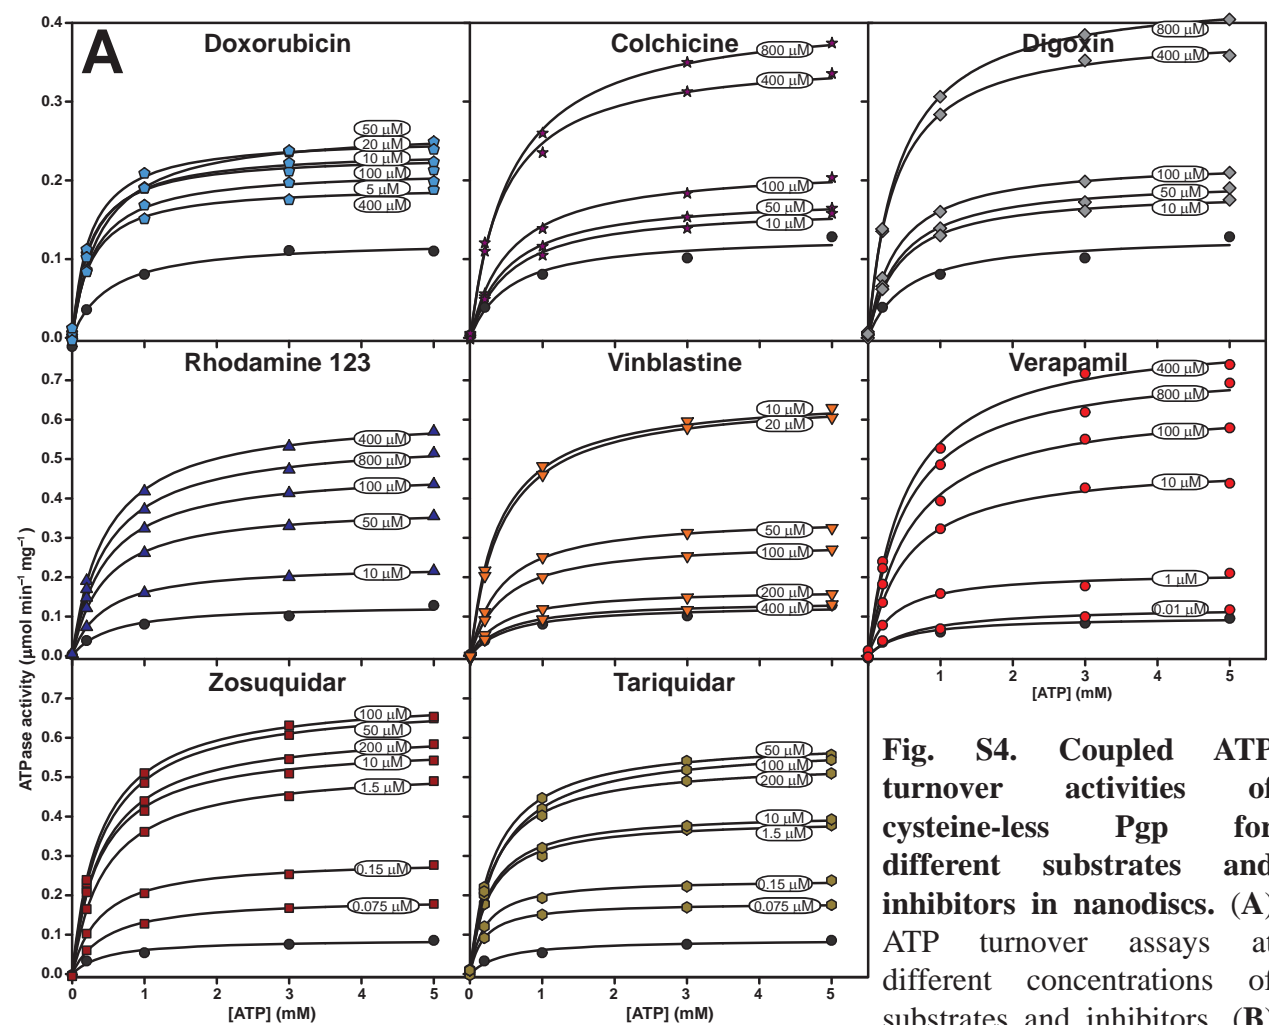 A
Doxorubicin
Colchicine
Digoxin
0.4
0.3
0.2
0.1
0.0
50 μM
20 μM
10 μM
100 μM
5 μM
400 μM
800 μM
400 μM
100 μM
50 μM
10 μM
800 μM
400 μM
100 μM
50 μM
10 μM
Rhodamine 123
Vinblastine
Verapamil
0.7
0.6
0.5
0.4
0.3
0.2
0.1
0.0
400 μM
800 μM
100 μM
50 μM
10 μM
10 μM
20 μM
50 μM
100 μM
200 μM
400 μM
400 μM
800 μM
100 μM
10 μM
1 μM
0.01 μM
1 2 3 4 5
[ATP] (mM)
ATPase activity (μmol min⁻¹ mg⁻¹)
Zosuquidar
Tariquidar
0.7
0.6
0.5
0.4
0.3
0.2
0.1
0.0
100 μM
50 μM
200 μM
10 μM
1.5 μM
0.15 μM
0.075 μM
50 μM
100 μM
200 μM
10 μM
1.5 μM
0.15 μM
0.075 μM
0 1 2 3 4 5
0 1 2 3 4 5
[ATP] (mM)
[ATP] (mM)
Fig. S4. Coupled ATP
turnover activities of
cysteine-less Pgp for
different substrates and
inhibitors in nanodiscs. (A)
ATP turnover assays at
different concentrations of
substrates and inhibitors. (B)